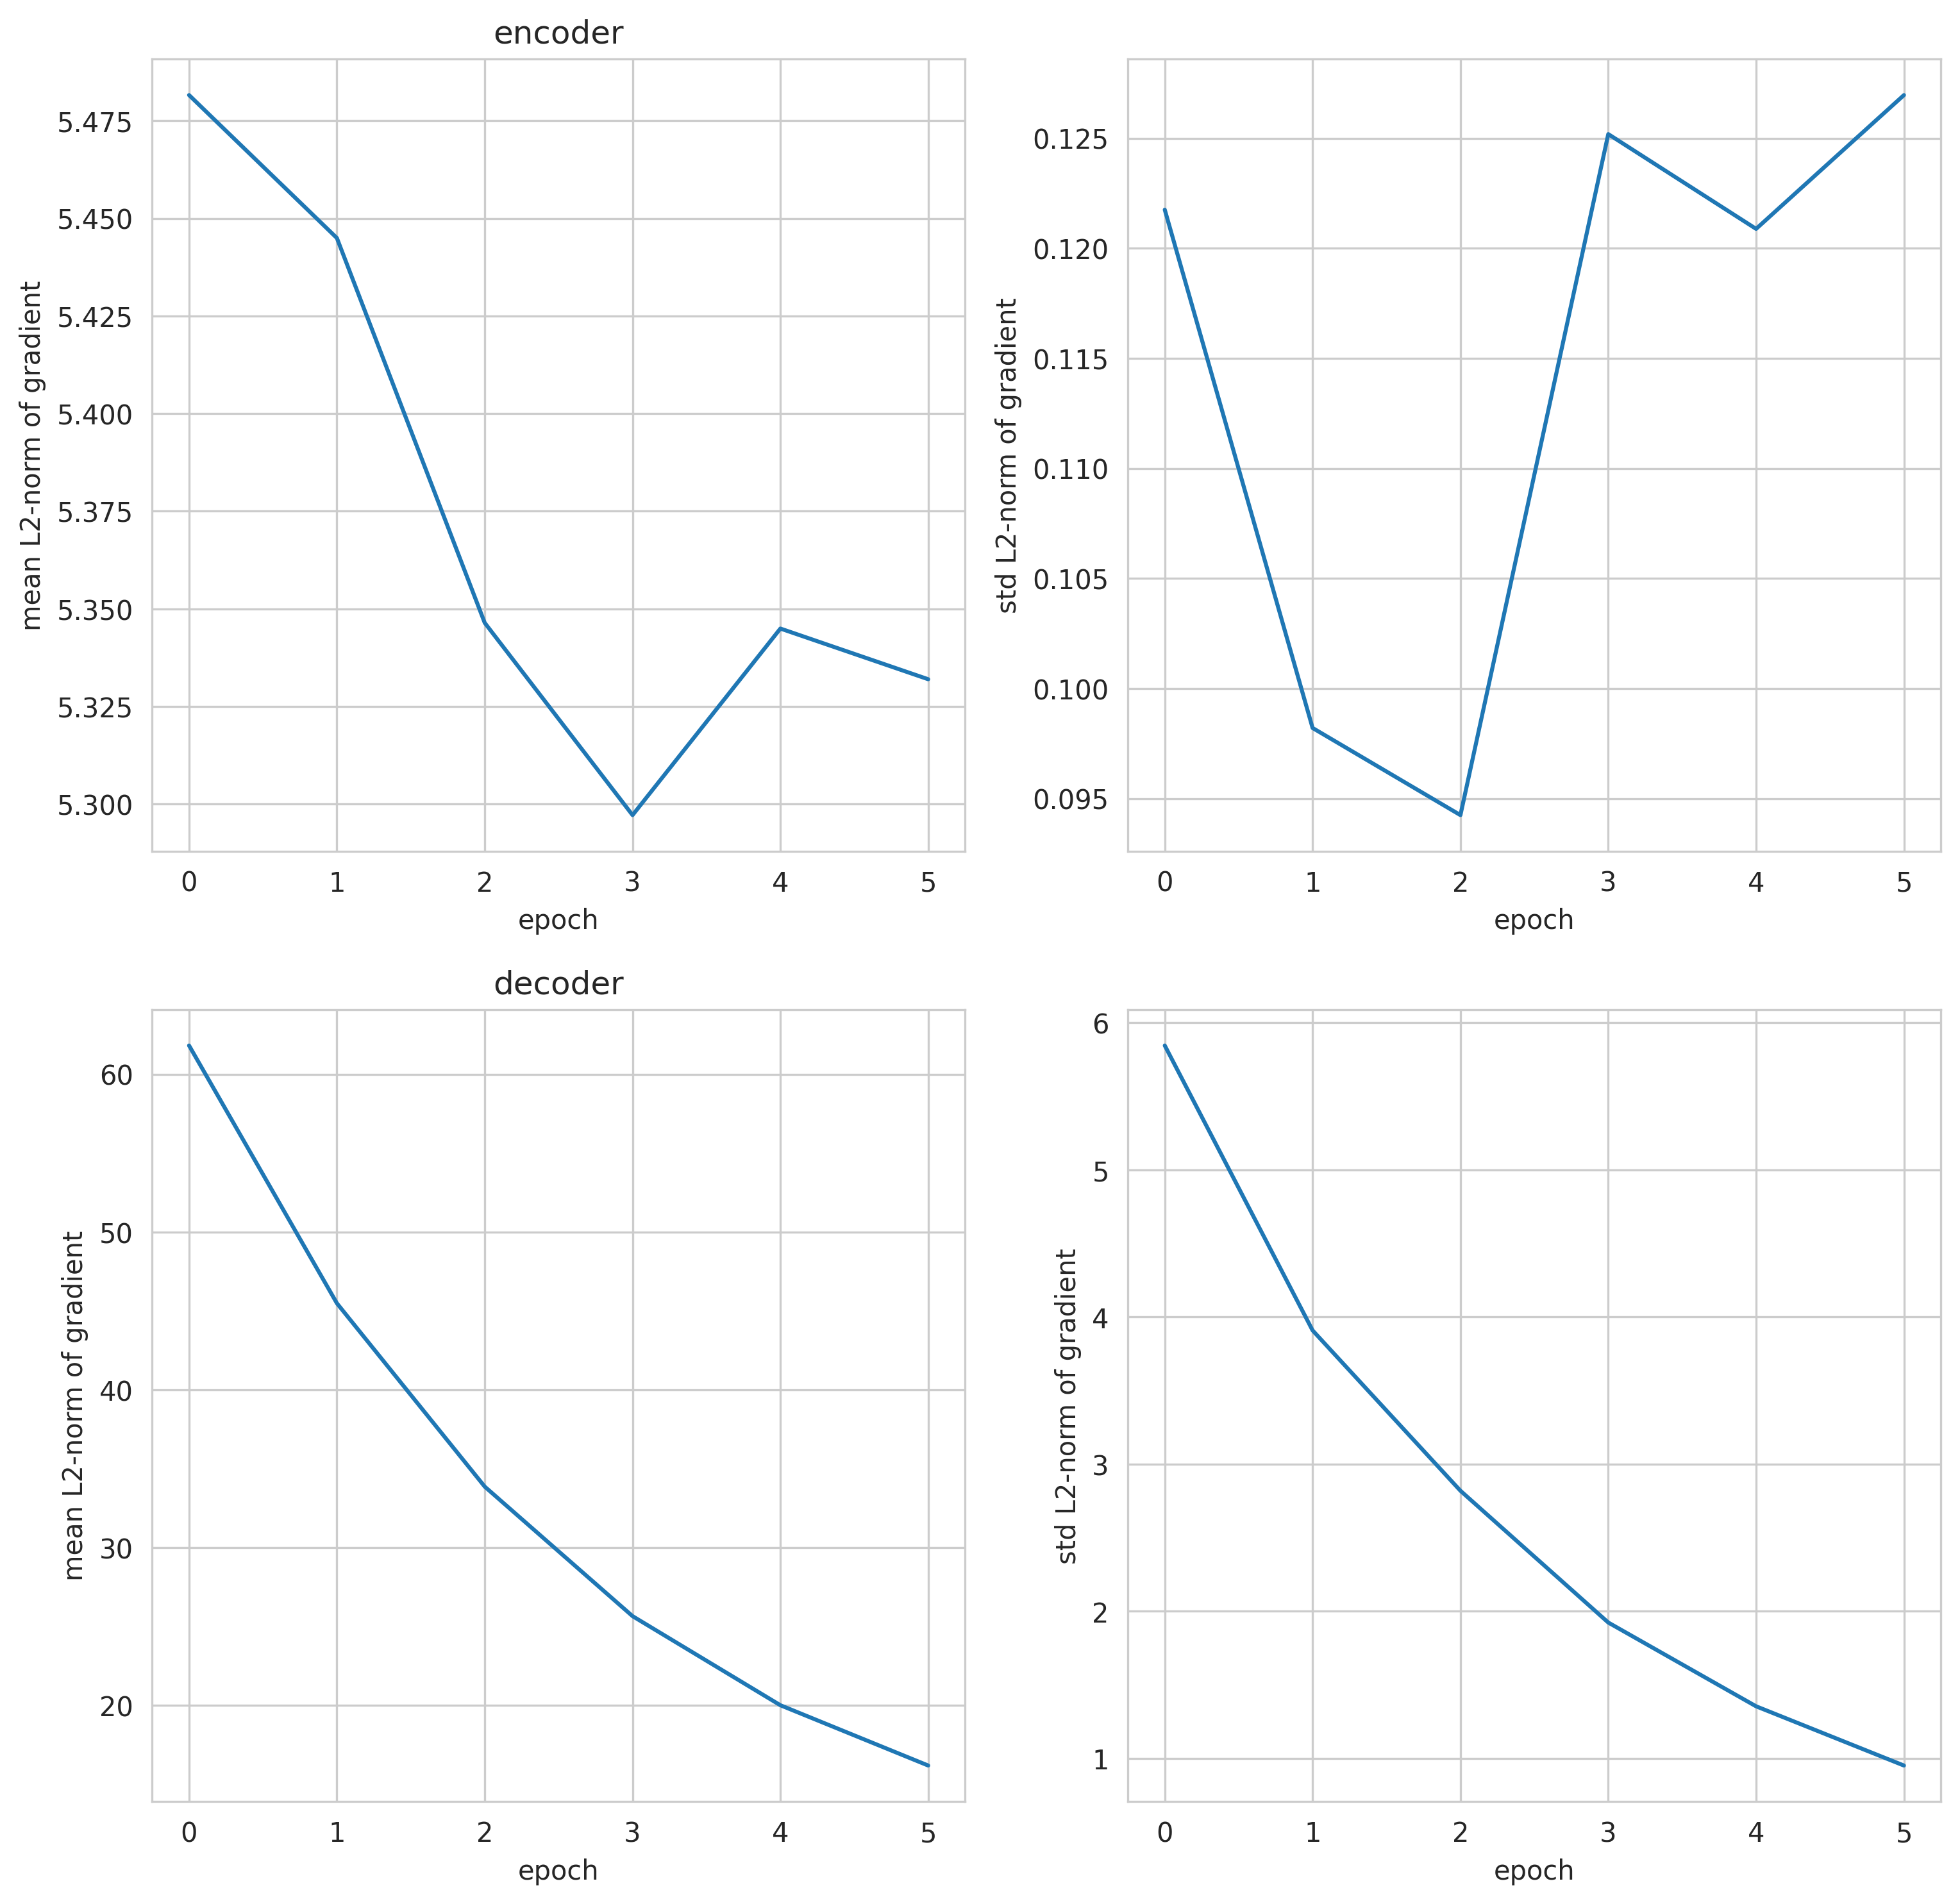 encoder
mean L2-norm of gradient
5.475
5.450
5.425
5.400
5.375
5.350
5.325
5.300
0 1 2 3 4 5
epoch
std L2-norm of gradient
0.125
0.120
0.115
0.110
0.105
0.100
0.095
0 1 2 3 4 5
epoch
decoder
mean L2-norm of gradient
60
50
40
30
20
0 1 2 3 4 5
epoch
std L2-norm of gradient
6
5
4
3
2
1
0 1 2 3 4 5
epoch